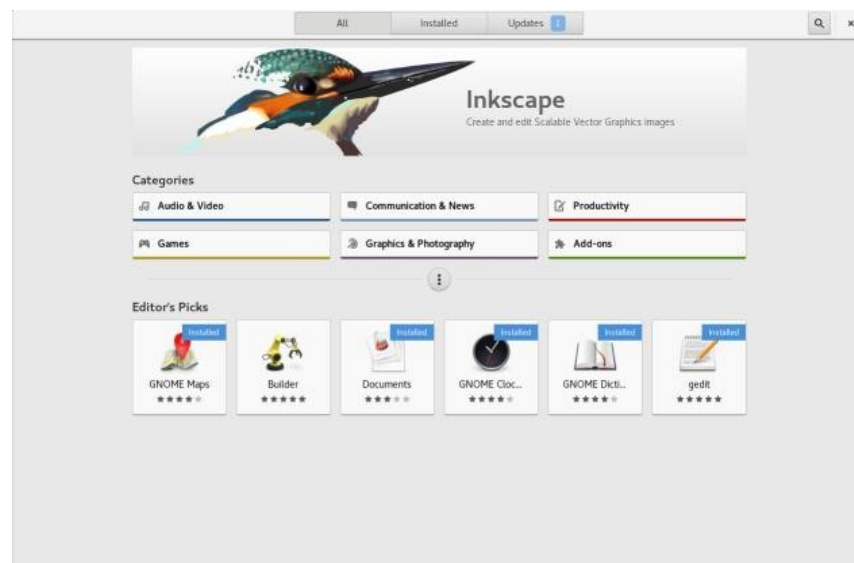 All Installed Updates 1
Inkscape
Create and edit Scalable Vector Graphics images
Categories
Audio & Video
Communication & News
Productivity
Games
Graphics & Photography
Add-ons
Editor's Picks
Installed
GNOME Maps
Builder
Installed
Documents
Installed
GNOME Cloc...
Installed
GNOME Dicti...
Installed
gedit